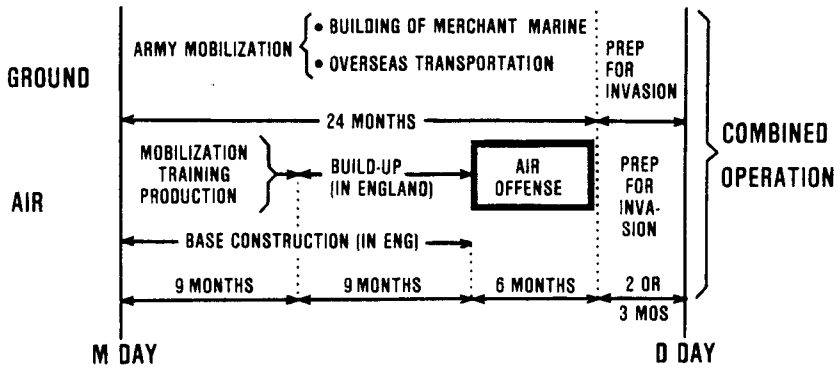 GROUND
ARMY MOBILIZATION
• BUILDING OF MERCHANT MARINE
• OVERSEAS TRANSPORTATION
PREP
FOR
INVASION
24 MONTHS
COMBINED
OPERATION
AIR
MOBILIZATION
TRAINING
PRODUCTION
BUILD-UP
(IN ENGLAND)
AIR
OFFENSE
PREP
FOR
INVA-
SION
BASE CONSTRUCTION (IN ENG)
9 MONTHS
9 MONTHS
6 MONTHS
2 OR
3 MOS
M DAY
D DAY